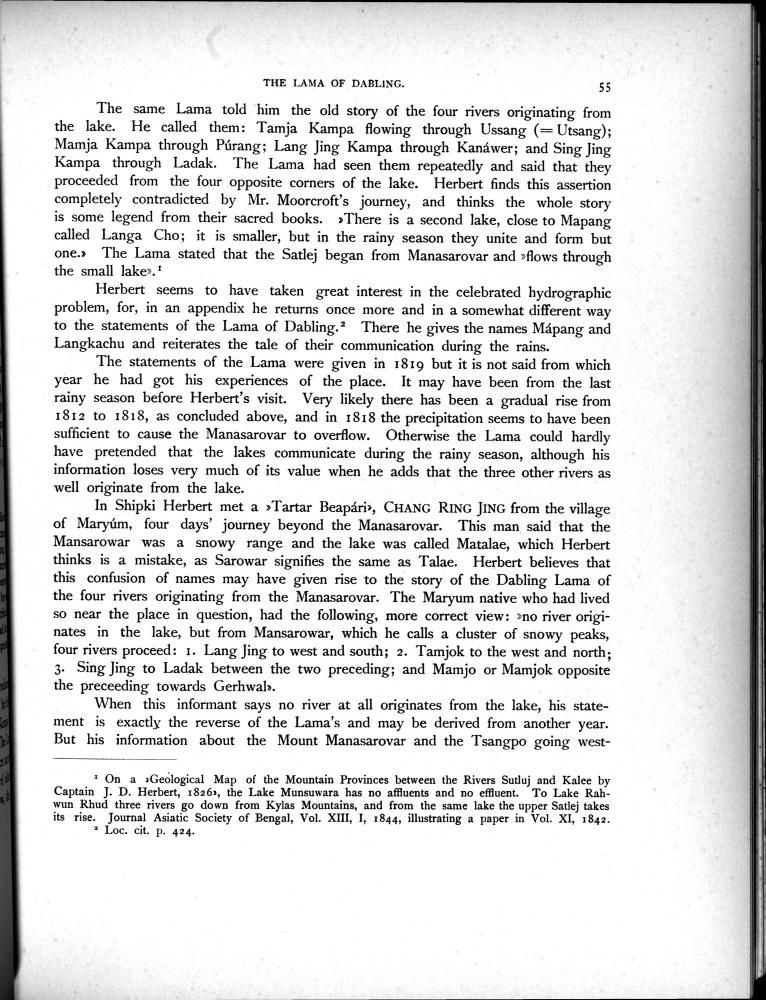 THE LAMA OF DABLING. 55
The same Lama told him the old story of the four rivers originating from
the lake. He called them: Tamja Kampa flowing through Ussang (= Utsang);
Mamja Kampa through Púrang; Lang Jing Kampa through Kanáwer; and Sing Jing
Kampa through Ladak. The Lama had seen them repeatedly and said that they
proceeded from the four opposite corners of the lake. Herbert finds this assertion
completely contradicted by Mr. Moorcroft's journey, and thinks the whole story
is some legend from their sacred books. »There is a second lake, close to Mapang
called Langa Cho; it is smaller, but in the rainy season they unite and form but
one.» The Lama stated that the Satlej began from Manasarovar and »flows through
the small lake».¹
Herbert seems to have taken great interest in the celebrated hydrographic
problem, for, in an appendix he returns once more and in a somewhat different way
to the statements of the Lama of Dabling.² There he gives the names Mápang and
Langkachu and reiterates the tale of their communication during the rains.
The statements of the Lama were given in 1819 but it is not said from which
year he had got his experiences of the place. It may have been from the last
rainy season before Herbert's visit. Very likely there has been a gradual rise from
1812 to 1818, as concluded above, and in 1818 the precipitation seems to have been
sufficient to cause the Manasarovar to overflow. Otherwise the Lama could hardly
have pretended that the lakes communicate during the rainy season, although his
information loses very much of its value when he adds that the three other rivers as
well originate from the lake.
In Shipki Herbert met a »Tartar Beapári», CHANG RING JING from the village
of Maryúm, four days' journey beyond the Manasarovar. This man said that the
Mansarowar was a snowy range and the lake was called Matalae, which Herbert
thinks is a mistake, as Sarowar signifies the same as Talae. Herbert believes that
this confusion of names may have given rise to the story of the Dabling Lama of
the four rivers originating from the Manasarovar. The Maryum native who had lived
so near the place in question, had the following, more correct view: »no river origi-
nates in the lake, but from Mansarowar, which he calls a cluster of snowy peaks,
four rivers proceed: 1. Lang Jing to west and south; 2. Tamjok to the west and north;
3. Sing Jing to Ladak between the two preceding; and Mamjo or Mamjok opposite
the preceeding towards Gerhwal».
When this informant says no river at all originates from the lake, his state-
ment is exactly the reverse of the Lama's and may be derived from another year.
But his information about the Mount Manasarovar and the Tsangpo going west-
¹ On a »Geological Map of the Mountain Provinces between the Rivers Sutluj and Kalee by
Captain J. D. Herbert, 1826», the Lake Munsuwara has no affluents and no effluent. To Lake Rah-
wun Rhud three rivers go down from Kylas Mountains, and from the same lake the upper Satlej takes
its rise. Journal Asiatic Society of Bengal, Vol. XIII, I, 1844, illustrating a paper in Vol. XI, 1842.
² Loc. cit. p. 424.